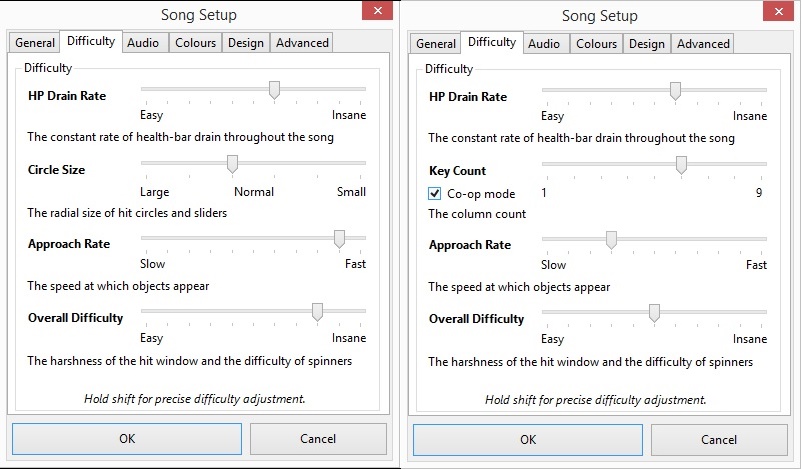 Song Setup
General Difficulty Audio Colours Design Advanced
Difficulty
HP Drain Rate
Easy Insane
The constant rate of health-bar drain throughout the song
Circle Size
Large Normal Small
The radial size of hit circles and sliders
Approach Rate
Slow Fast
The speed at which objects appear
Overall Difficulty
Easy Insane
The harshness of the hit window and the difficulty of spinners
Hold shift for precise difficulty adjustment.
OK Cancel
Song Setup
General Difficulty Audio Colours Design Advanced
Difficulty
HP Drain Rate
Easy Insane
The constant rate of health-bar drain throughout the song
Key Count
Co-op mode 1 9
The column count
Approach Rate
Slow Fast
The speed at which objects appear
Overall Difficulty
Easy Insane
The harshness of the hit window and the difficulty of spinners
Hold shift for precise difficulty adjustment.
OK Cancel